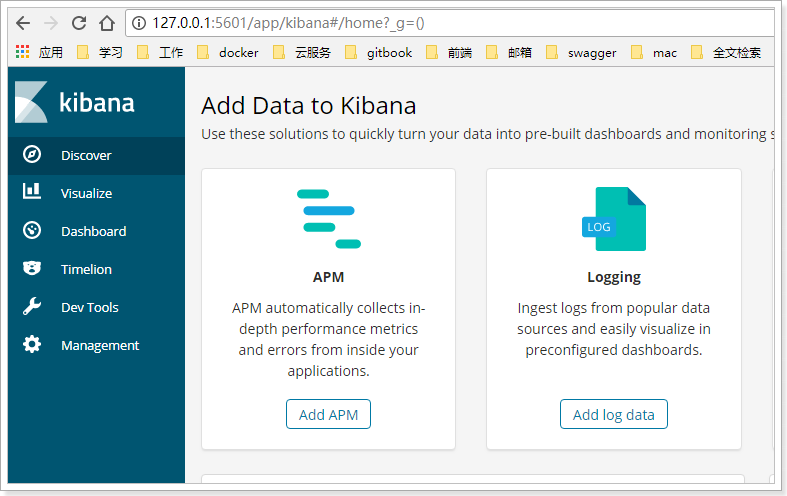 127.0.0.1:5601/app/kibana#/home?_g=()
应用 学习 工作 docker 云服务 gitbook 前端 邮箱 swagger mac 全文检索
kibana
Discover
Visualize
Dashboard
Timelion
Dev Tools
Management
Add Data to Kibana
Use these solutions to quickly turn your data into pre-built dashboards and monitoring s
APM
APM automatically collects in-
depth performance metrics
and errors from inside your
applications.
Add APM
LOG
Logging
Ingest logs from popular data
sources and easily visualize in
preconfigured dashboards.
Add log data